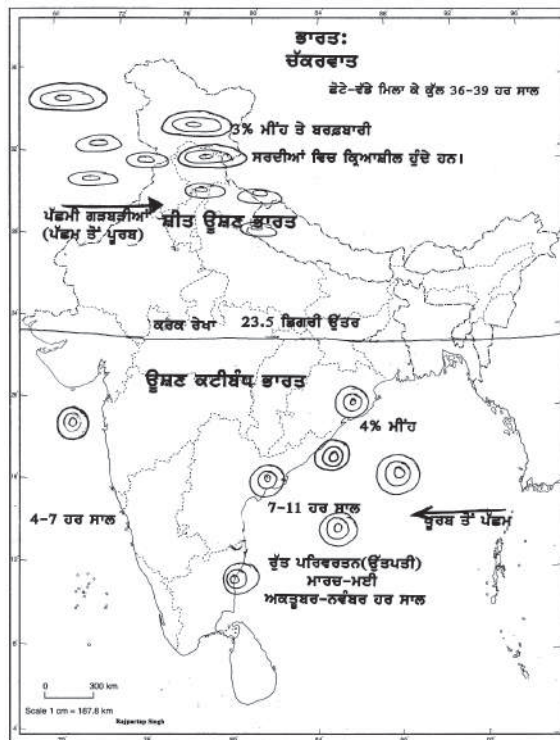 ਭਾਰਤ:
ਚੱਕਰਵਾਤ
ਛੋਟੇ-ਵੱਡੇ ਮਿਲਾ ਕੇ ਕੁੱਲ 36-39 ਹਰ ਸਾਲ
3% ਮੀਂਹ ਤੇ ਬਰਫ਼ਬਾਰੀ
ਸਰਦੀਆਂ ਵਿਚ ਕ੍ਰਿਆਸ਼ੀਲ ਹੁੰਦੇ ਹਨ।
ਪੱਛਮੀ ਗੜਬੜੀਆਂ
(ਪੱਛਮ ਤੋਂ ਪੂਰਬ)
ਸ਼ੀਤ ਊਸ਼ਣ ਭਾਰਤ
ਕਰਕ ਰੇਖਾ 23.5 ਡਿਗਰੀ ਉੱਤਰ
ਊਸ਼ਣ ਕਟੀਬੰਧ ਭਾਰਤ
4% ਮੀਂਹ
4-7 ਹਰ ਸਾਲ
7-11 ਹਰ ਸਾਲ
ਪੂਰਬ ਤੋਂ ਪੱਛਮ
ਰੁੱਤ ਪਰਿਵਰਤਨ(ਉੱਤਪਤੀ)
ਮਾਰਚ-ਮਈ
ਅਕਤੂਬਰ-ਨਵੰਬਰ ਹਰ ਸਾਲ
0 300 km
Scale 1 cm = 167.8 km
Rajpartap Singh